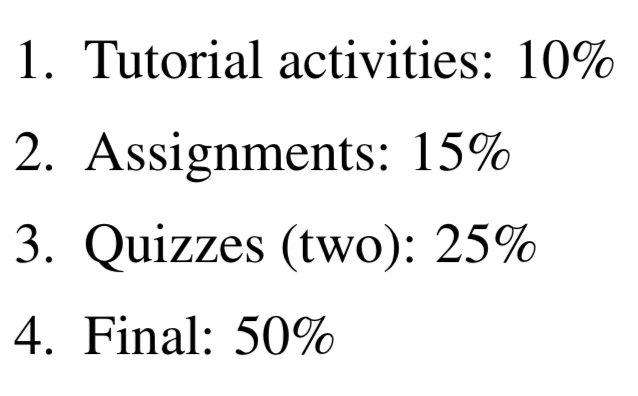 1. Tutorial activities: 10%
2. Assignments: 15%
3. Quizzes (two): 25%
4. Final: 50%